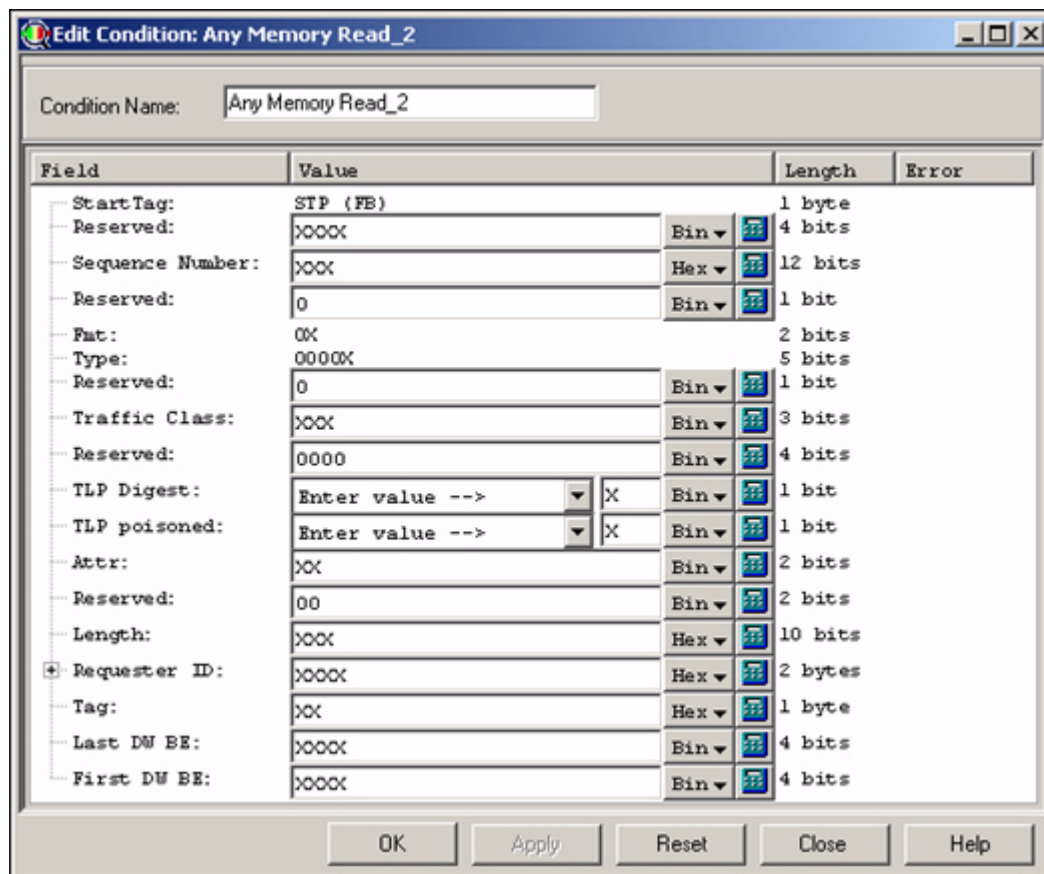 Edit Condition: Any Memory Read_2
Condition Name: Any Memory Read_2
Field Value Length Error
StartTag: STP (FB) 1 byte
Reserved: XXXX Bin 4 bits
Sequence Number: XXX Hex 12 bits
Reserved: 0 Bin 1 bit
Fmt: 0X 2 bits
Type: 0000X 5 bits
Reserved: 0 Bin 1 bit
Traffic Class: XXX Bin 3 bits
Reserved: 0000 Bin 4 bits
TLP Digest: Enter value --> X Bin 1 bit
TLP poisoned: Enter value --> X Bin 1 bit
Attr: XX Bin 2 bits
Reserved: 00 Bin 2 bits
Length: XXX Hex 10 bits
Requester ID: XXXX Hex 2 bytes
Tag: XX Hex 1 byte
Last DW BE: XXXX Bin 4 bits
First DW BE: XXXX Bin 4 bits
OK Apply Reset Close Help